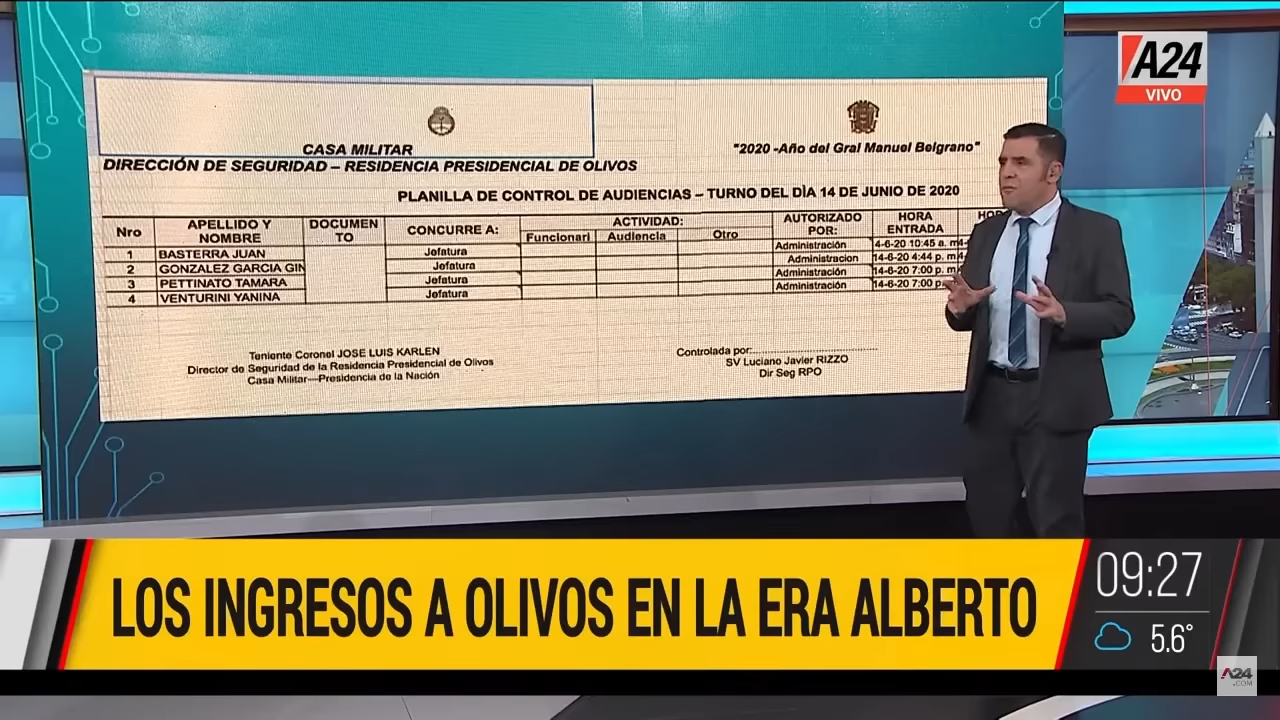 A24
VIVO
CASA MILITAR
DIRECCIÓN DE SEGURIDAD – RESIDENCIA PRESIDENCIAL DE OLIVOS
"2020 -Año del Gral Manuel Belgrano"
PLANILLA DE CONTROL DE AUDIENCIAS – TURNO DEL DÌA 14 DE JUNIO DE 2020
Nro APELLIDO Y NOMBRE DOCUMEN TO CONCURRE A: ACTIVIDAD: AUTORIZADO POR: HORA ENTRADA
Funcionari Audiencia Otro
1 BASTERRA JUAN Jefatura Administración 4-6-20 10:45 a. m
2 GONZALEZ GARCIA GIN Jefatura Administracion 14-6-20 4:44 p. m
3 PETTINATO TAMARA Jefatura Administración 14-6-20 7:00 p. m
4 VENTURINI YANINA Jefatura Administración 14-6-20 7:00 p.
Teniente Coronel JOSE LUIS KARLEN
Director de Seguridad de la Residencia Presidencial de Olivos
Casa Militar—Presidencia de la Nación
Controlada por:
SV Luciano Javier RIZZO
Dir Seg RPO
LOS INGRESOS A OLIVOS EN LA ERA ALBERTO
09:27
5.6°
A24
.COM